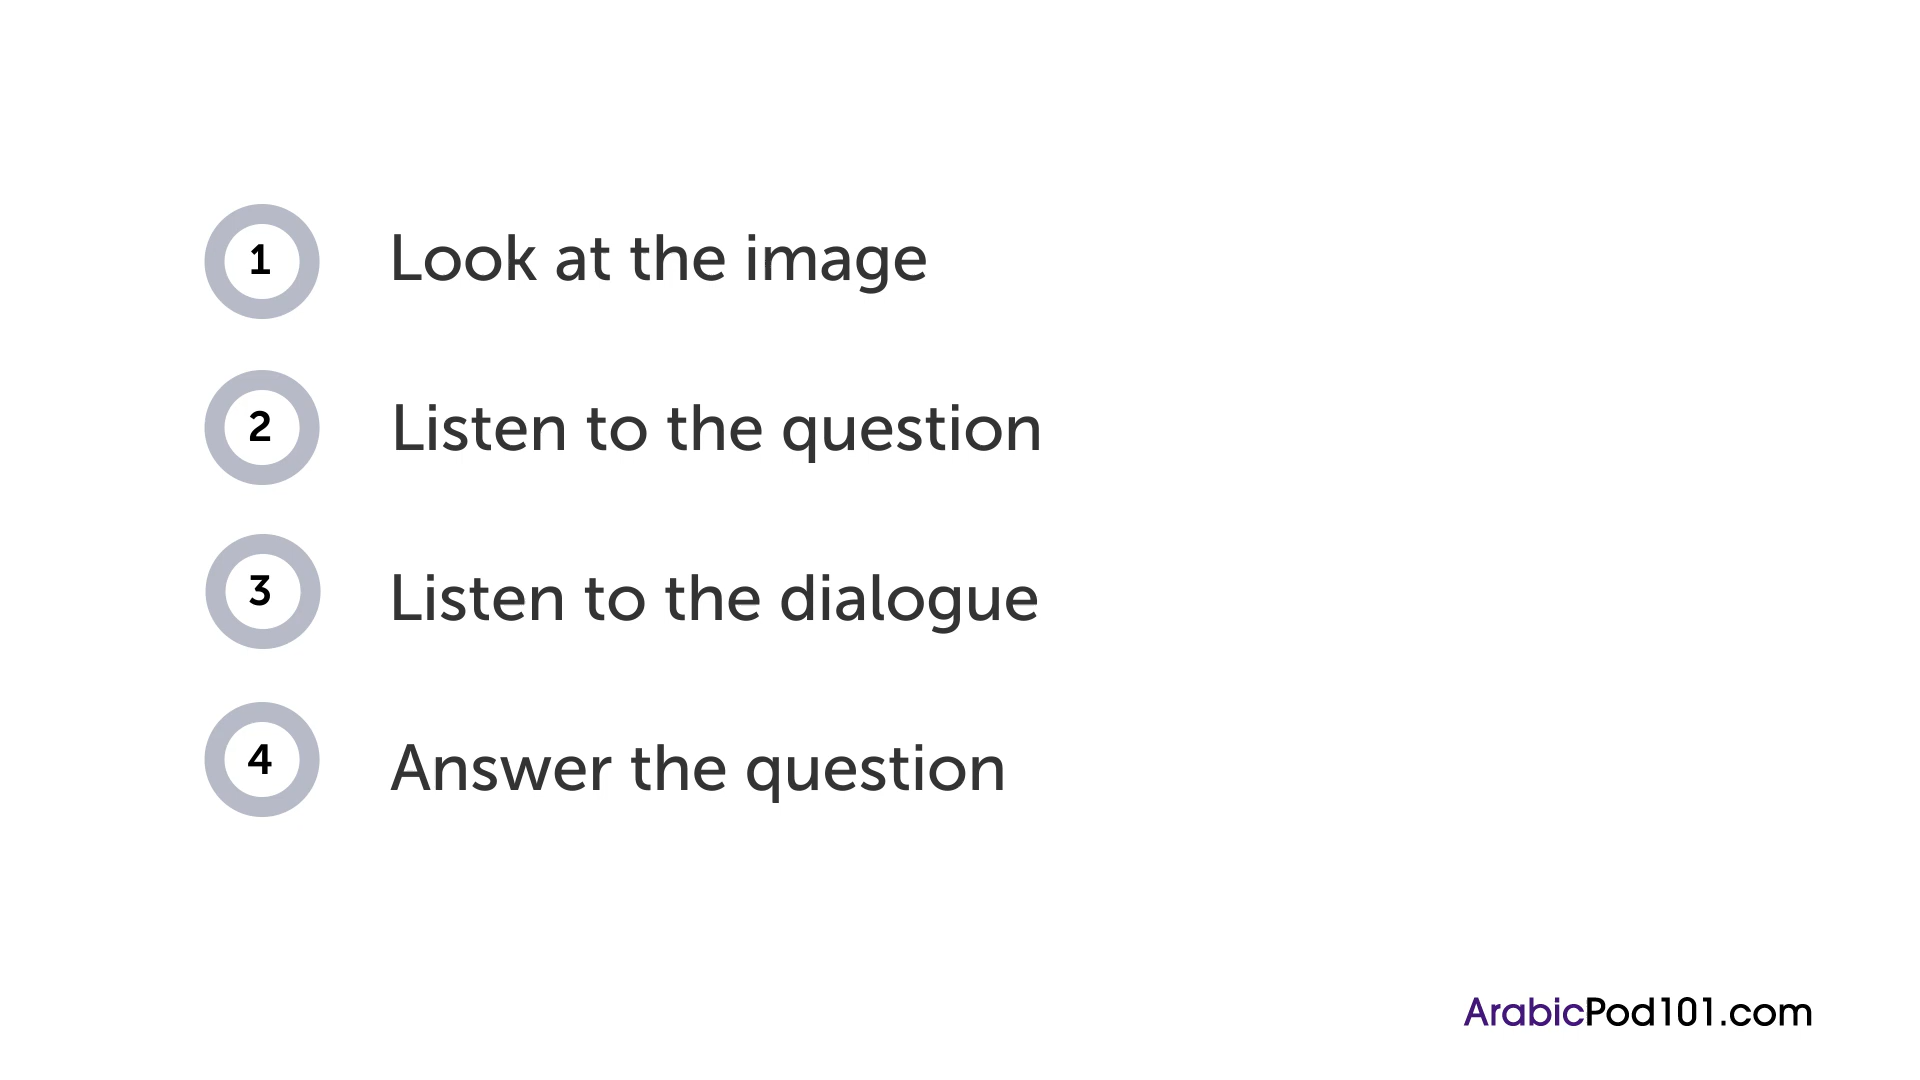 1 Look at the image
2 Listen to the question
3 Listen to the dialogue
4 Answer the question
ArabicPod101.com